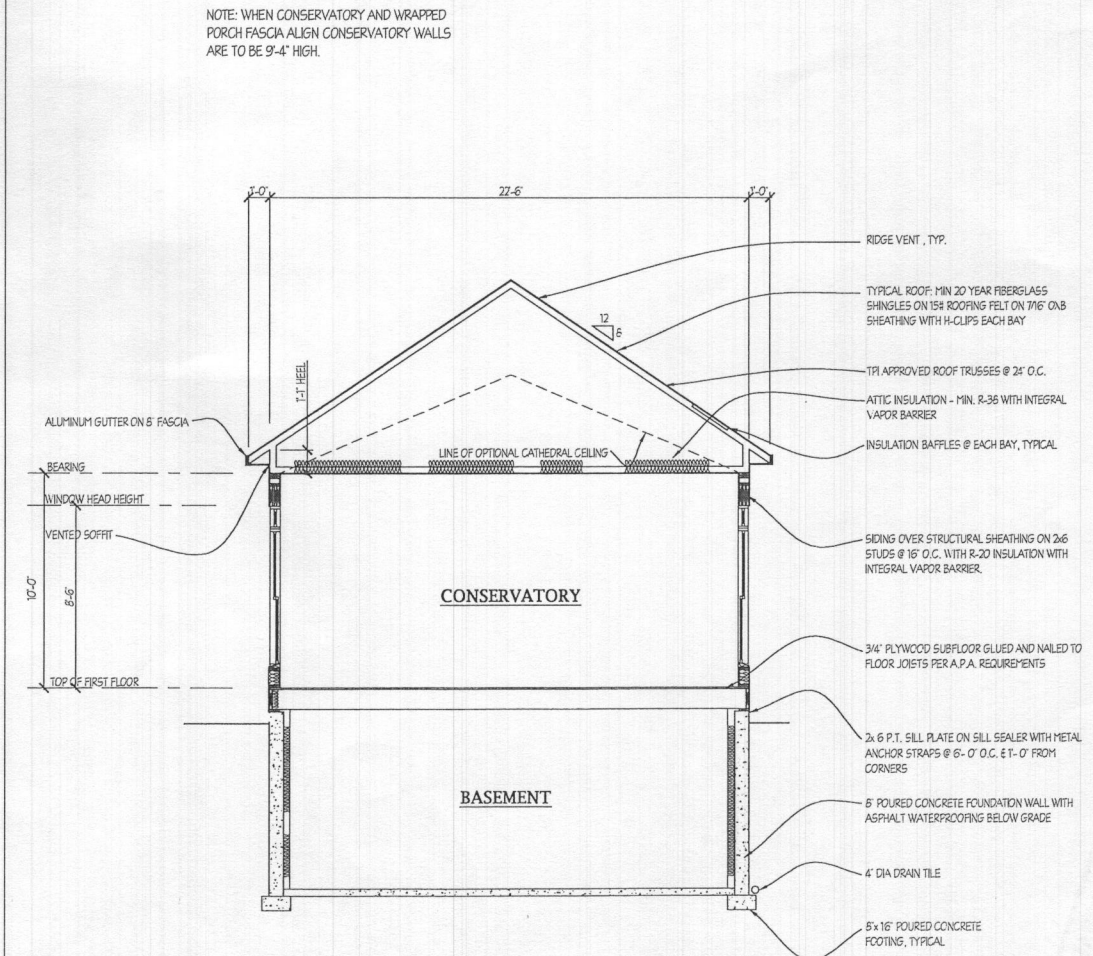 NOTE: WHEN CONSERVATORY AND WRAPPED
PORCH FASCIA ALIGN CONSERVATORY WALLS
ARE TO BE 9'-4" HIGH.
1'-0"
22'-6"
1'-0"
RIDGE VENT , TYP.
TYPICAL ROOF: MIN 20 YEAR FIBERGLASS
SHINGLES ON 15# ROOFING FELT ON 7/16" OSB
SHEATHING WITH H-CLIPS EACH BAY
12
8
1'-1" HEEL
TPI APPROVED ROOF TRUSSES @ 24" O.C.
ATTIC INSULATION - MIN. R-38 WITH INTEGRAL
VAPOR BARRIER
ALUMINUM GUTTER ON 8" FASCIA
INSULATION BAFFLES @ EACH BAY, TYPICAL
LINE OF OPTIONAL CATHEDRAL CEILING
BEARING
WINDOW HEAD HEIGHT
VENTED SOFFIT
SIDING OVER STRUCTURAL SHEATHING ON 2x6
STUDS @ 16" O.C. WITH R-20 INSULATION WITH
INTEGRAL VAPOR BARRIER.
10'-0"
8'-6"
CONSERVATORY
3/4" PLYWOOD SUBFLOOR GLUED AND NAILED TO
FLOOR JOISTS PER A.P.A. REQUIREMENTS
TOP OF FIRST FLOOR
2x 6 P.T. SILL PLATE ON SILL SEALER WITH METAL
ANCHOR STRAPS @ 6'- 0" O.C. & 1'- 0" FROM
CORNERS
BASEMENT
8" POURED CONCRETE FOUNDATION WALL WITH
ASPHALT WATERPROOFING BELOW GRADE
4" DIA DRAIN TILE
8"x 16" POURED CONCRETE
FOOTING, TYPICAL